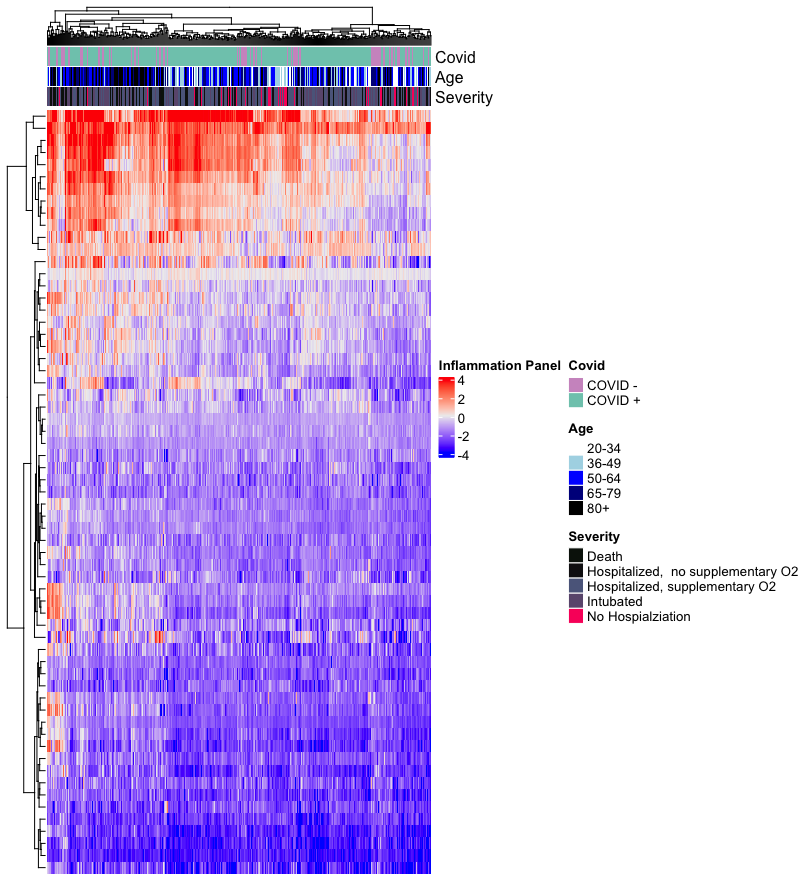 Covid
Age
Severity
Inflammation Panel
4
2
0
-2
-4
Covid
COVID -
COVID +
Age
20-34
36-49
50-64
65-79
80+
Severity
Death
Hospitalized,  no supplementary O2
Hospitalized, supplementary O2
Intubated
No Hospialziation